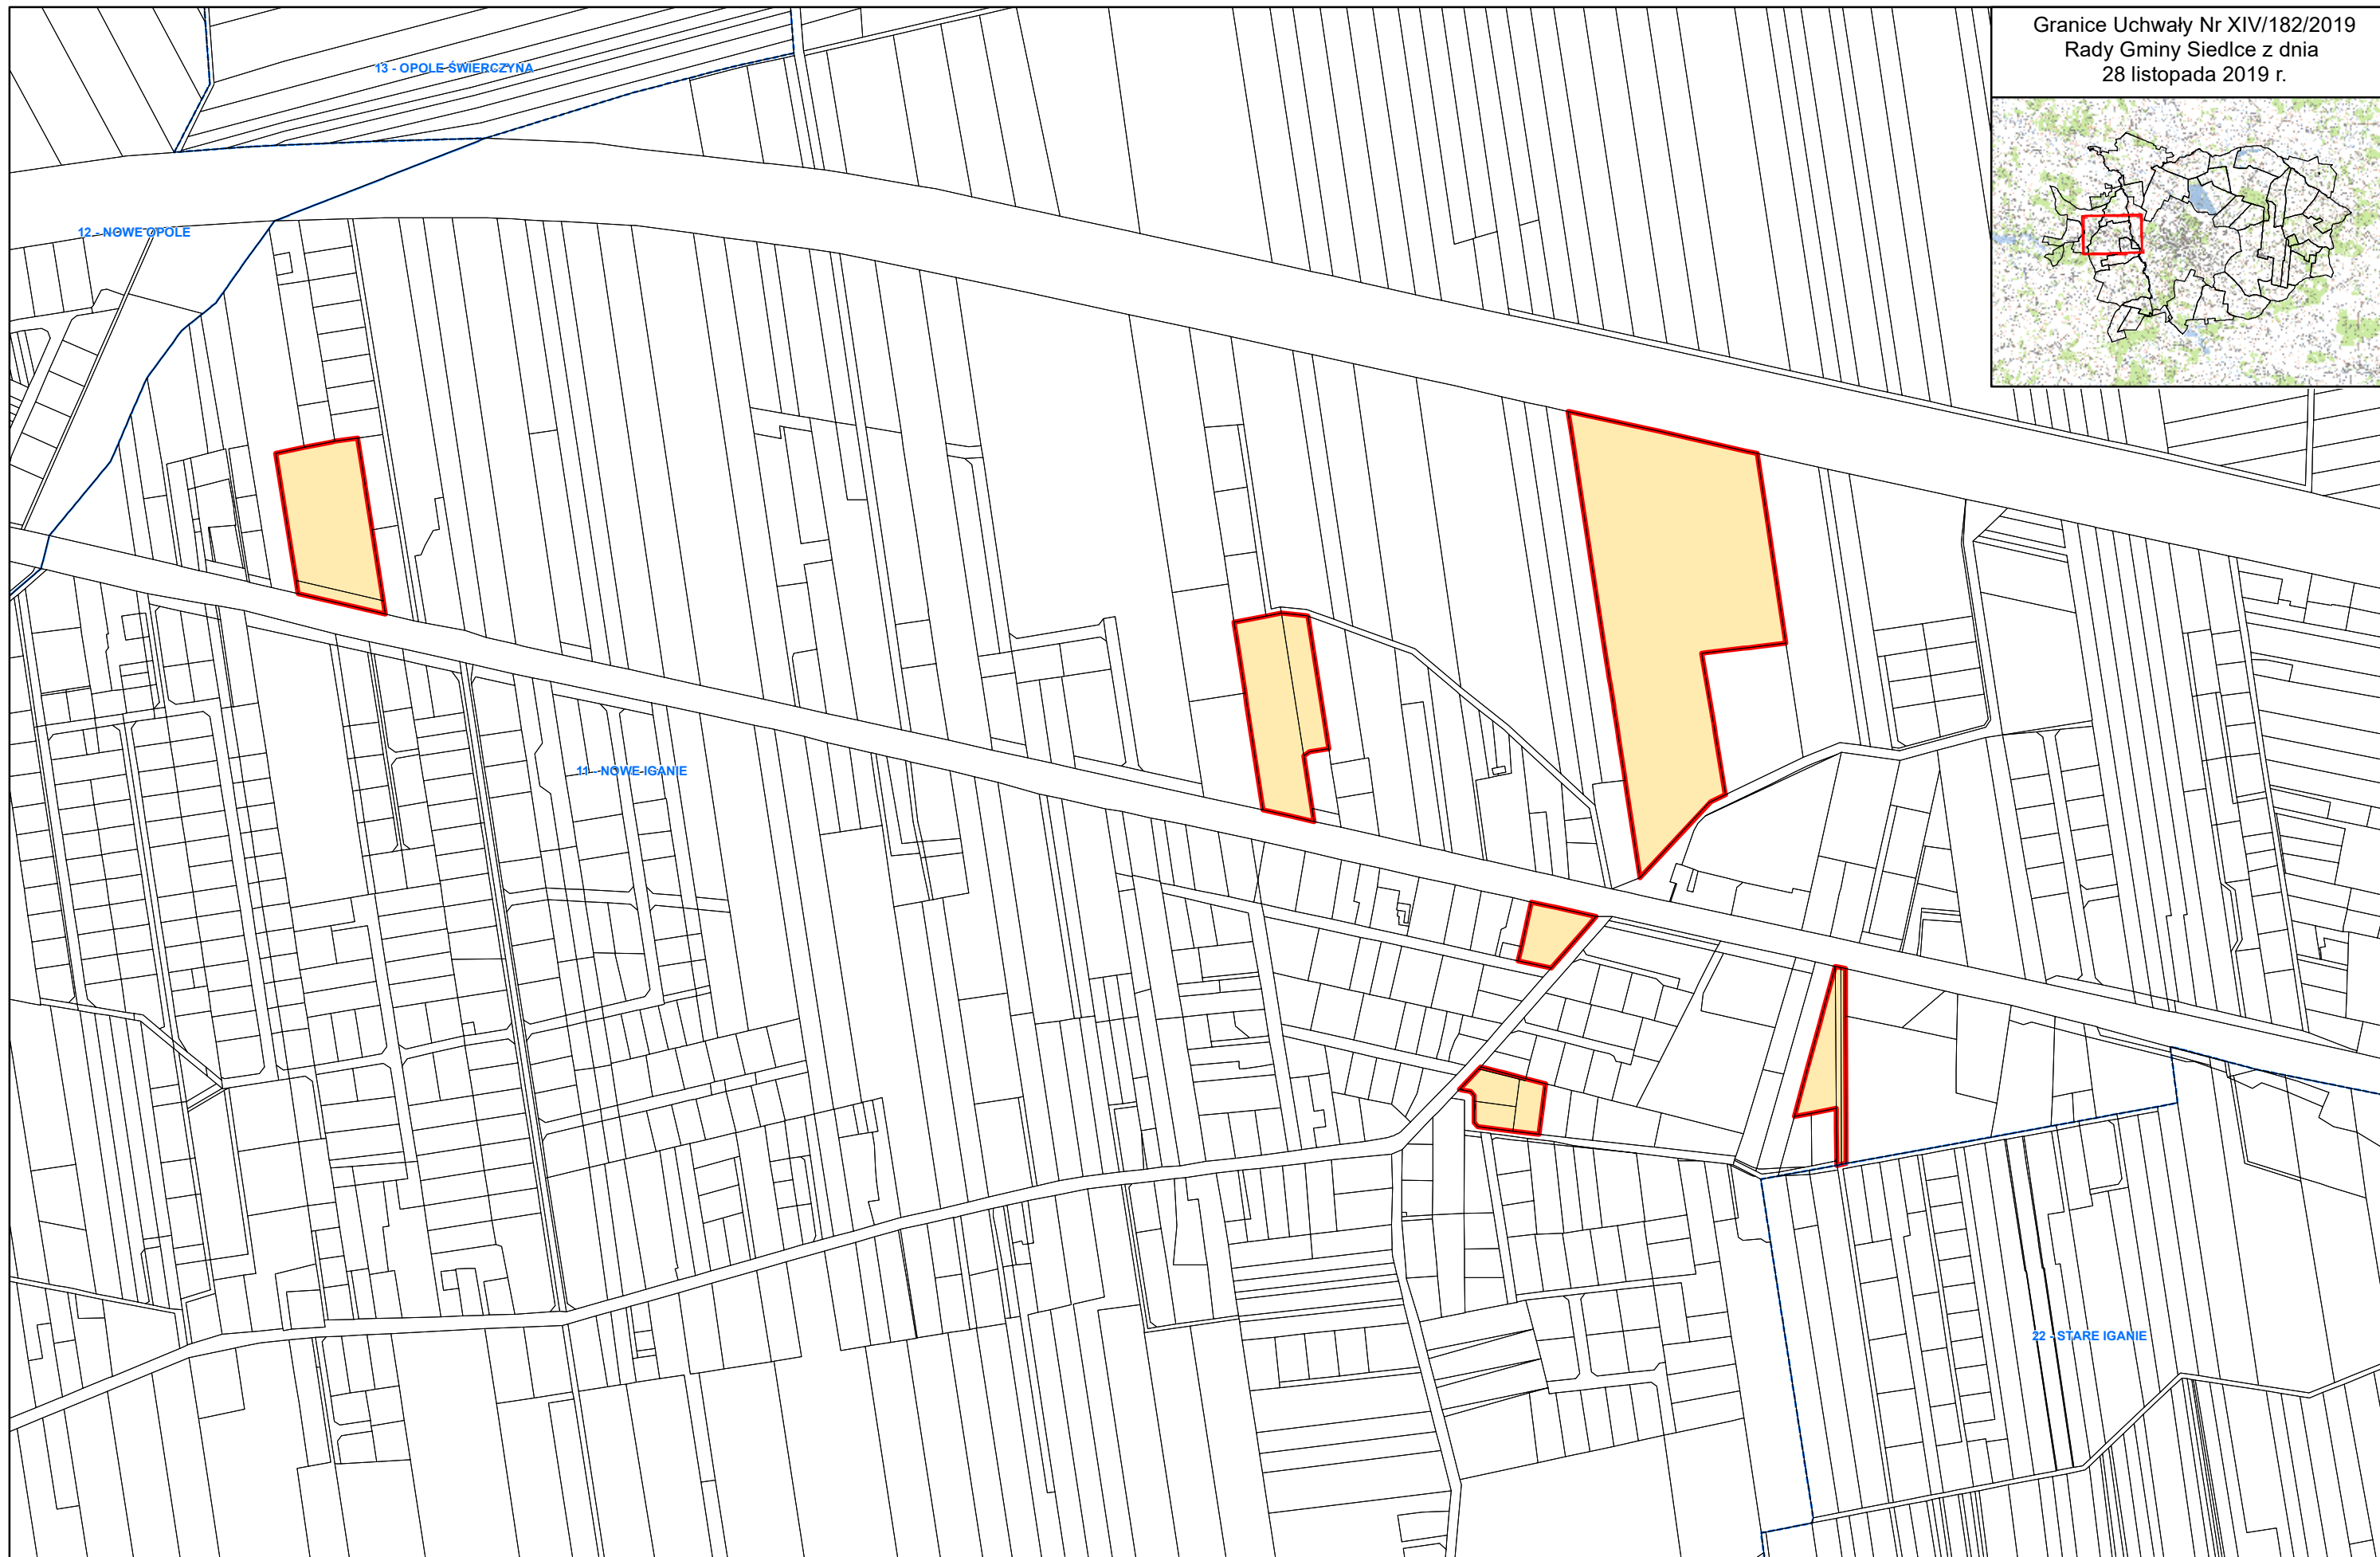 Granice Uchwały Nr XIV/182/2019
Rady Gminy Siedlce z dnia
28 listopada 2019 r.
13 - OPOLE ŚWIERCZYNA
12 - NOWE OPOLE
11 - NOWE IGANIE
22 - STARE IGANIE